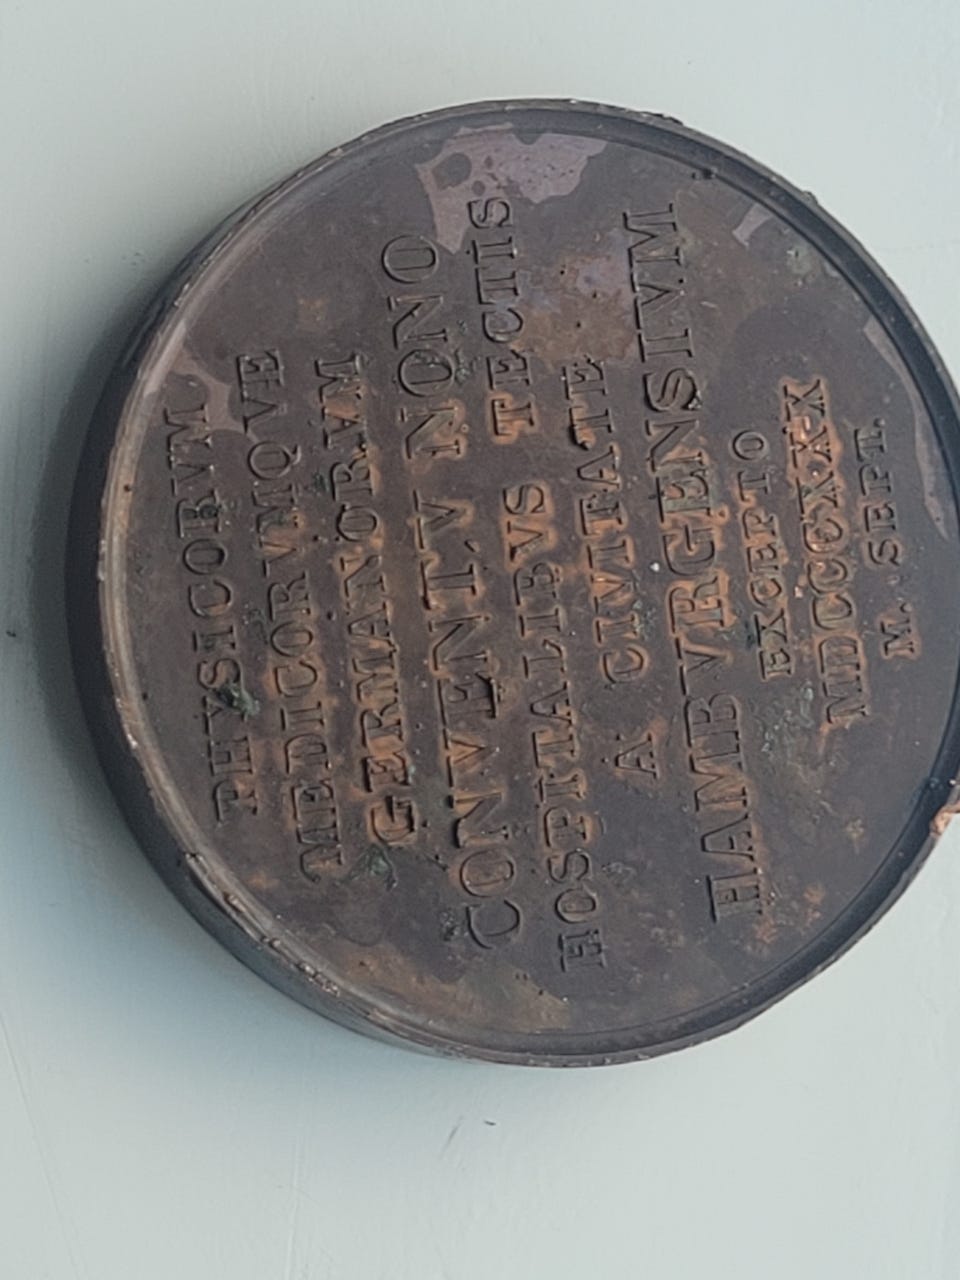 PHYSICORVM
MEDICORVMQVE
GERMANORVM
CONVENTV NONO
HOSPITALIBVS TECTIS
A CIVITATE
HAMBVRGENSIVM
EXCEPTO
MDCCCXXX
M. SEPT.